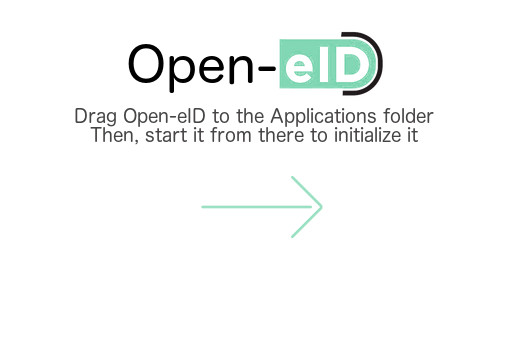 Open-eID
Drag Open-eID to the Applications folder
Then, start it from there to initialize it